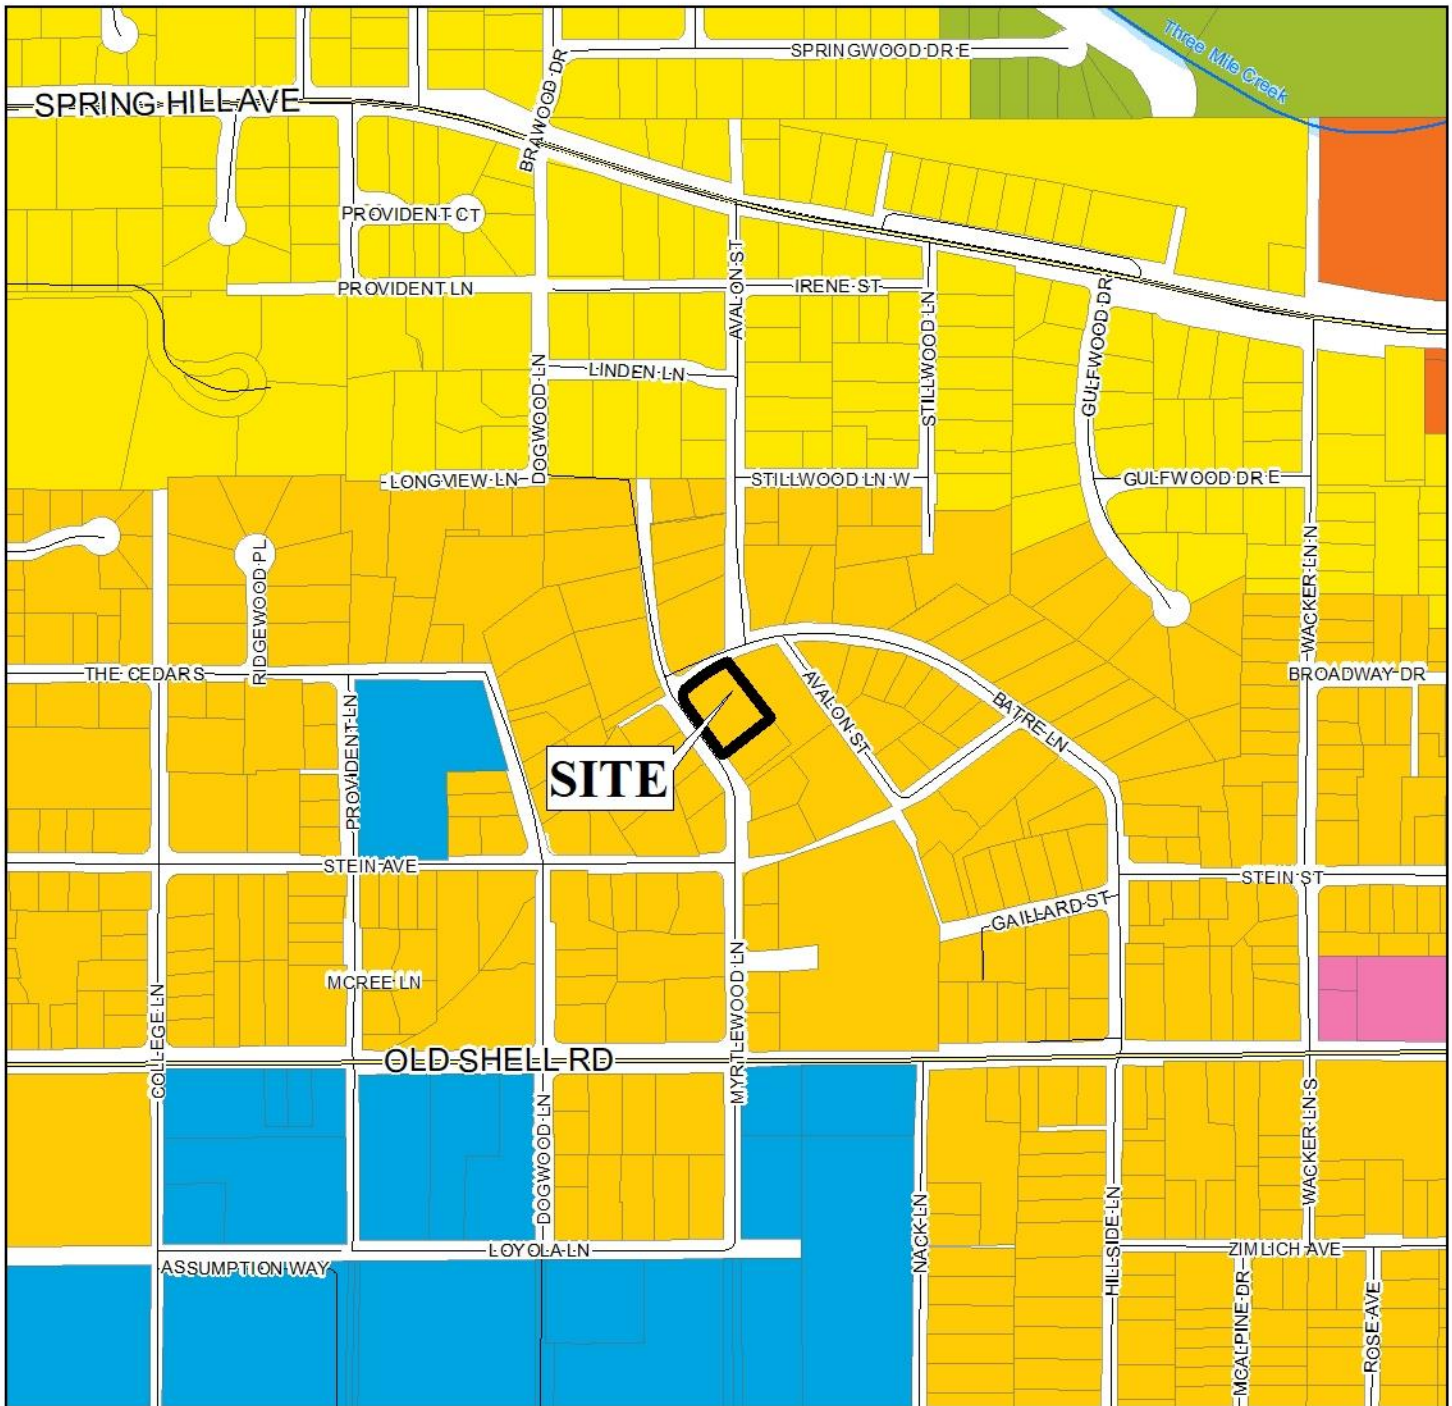 SPRINGWOOD DR E
Three Mile Creek
SPRING HILL AVE
BRAWOOD DR
PROVIDENT CT
AVALON ST
PROVIDENT LN
IRENE ST
STILLWOOD LN
GULFWOOD DR
LINDEN LN
DOGWOOD LN
LONGVIEW LN
STILLWOOD LN W
GULFWOOD DR E
RIDGEWOOD PL
WACKER LN N
THE CEDARS
BROADWAY DR
AVALON ST
BATRE LN
PROVIDENT LN
SITE
STEIN AVE
STEIN ST
GAILLARD ST
MCREE LN
COLLEGE LN
MYRTLEWOOD LN
OLD SHELL RD
DOGWOOD LN
WACKER LN S
NACK LN
HILLSIDE LN
LOYOLA LN
ZIMLICH AVE
ASSUMPTION WAY
MCALPINE DR
ROSE AVE